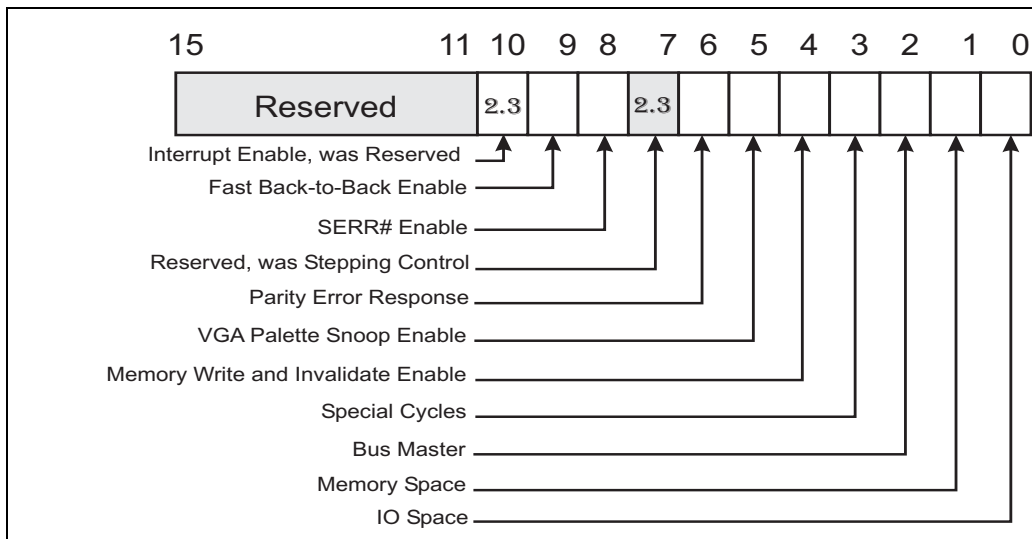 15 11 10 9 8 7 6 5 4 3 2 1 0
Reserved 2.3 2.3
Interrupt Enable, was Reserved
Fast Back-to-Back Enable
SERR# Enable
Reserved, was Stepping Control
Parity Error Response
VGA Palette Snoop Enable
Memory Write and Invalidate Enable
Special Cycles
Bus Master
Memory Space
IO Space